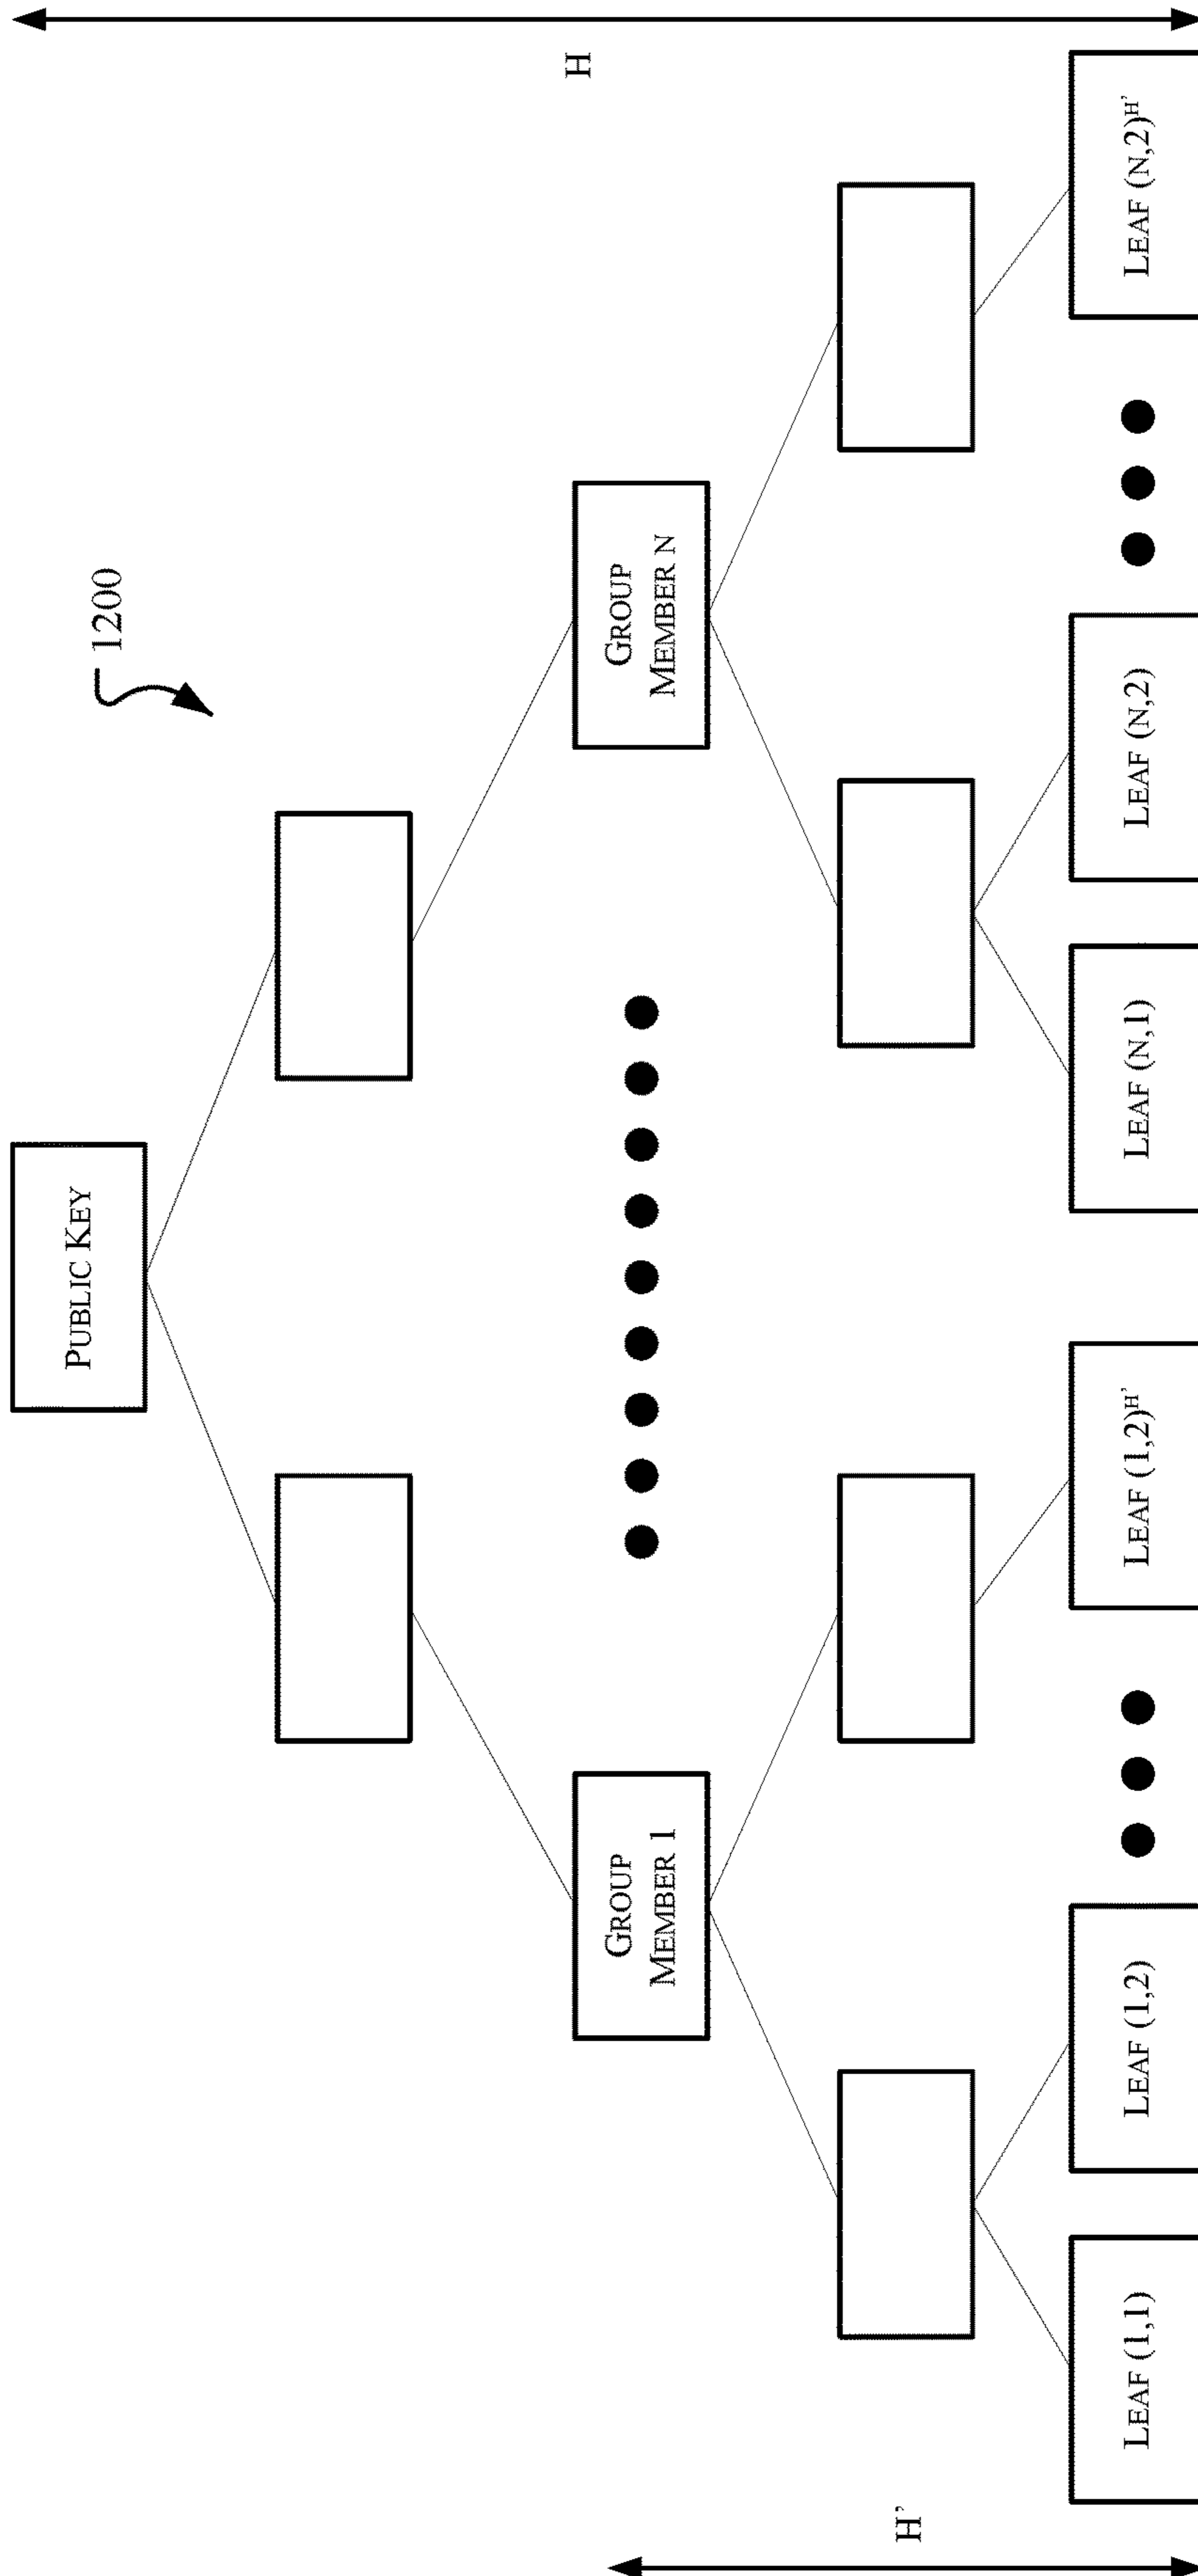 1200
PUBLIC KEY
H
GROUP
MEMBER 1
GROUP
MEMBER N
H'
LEAF (1,1)
LEAF (1,2)
LEAF (1,2)^H'
LEAF (N,1)
LEAF (N,2)
LEAF (N,2)^H'